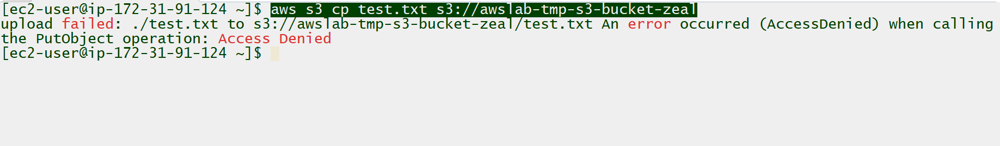 [ec2-user@ip-172-31-91-124 ~]$ aws s3 cp test.txt s3://awslab-tmp-s3-bucket-zeal
upload failed: ./test.txt to s3://awslab-tmp-s3-bucket-zeal/test.txt An error occurred (AccessDenied) when calling
the PutObject operation: Access Denied
[ec2-user@ip-172-31-91-124 ~]$